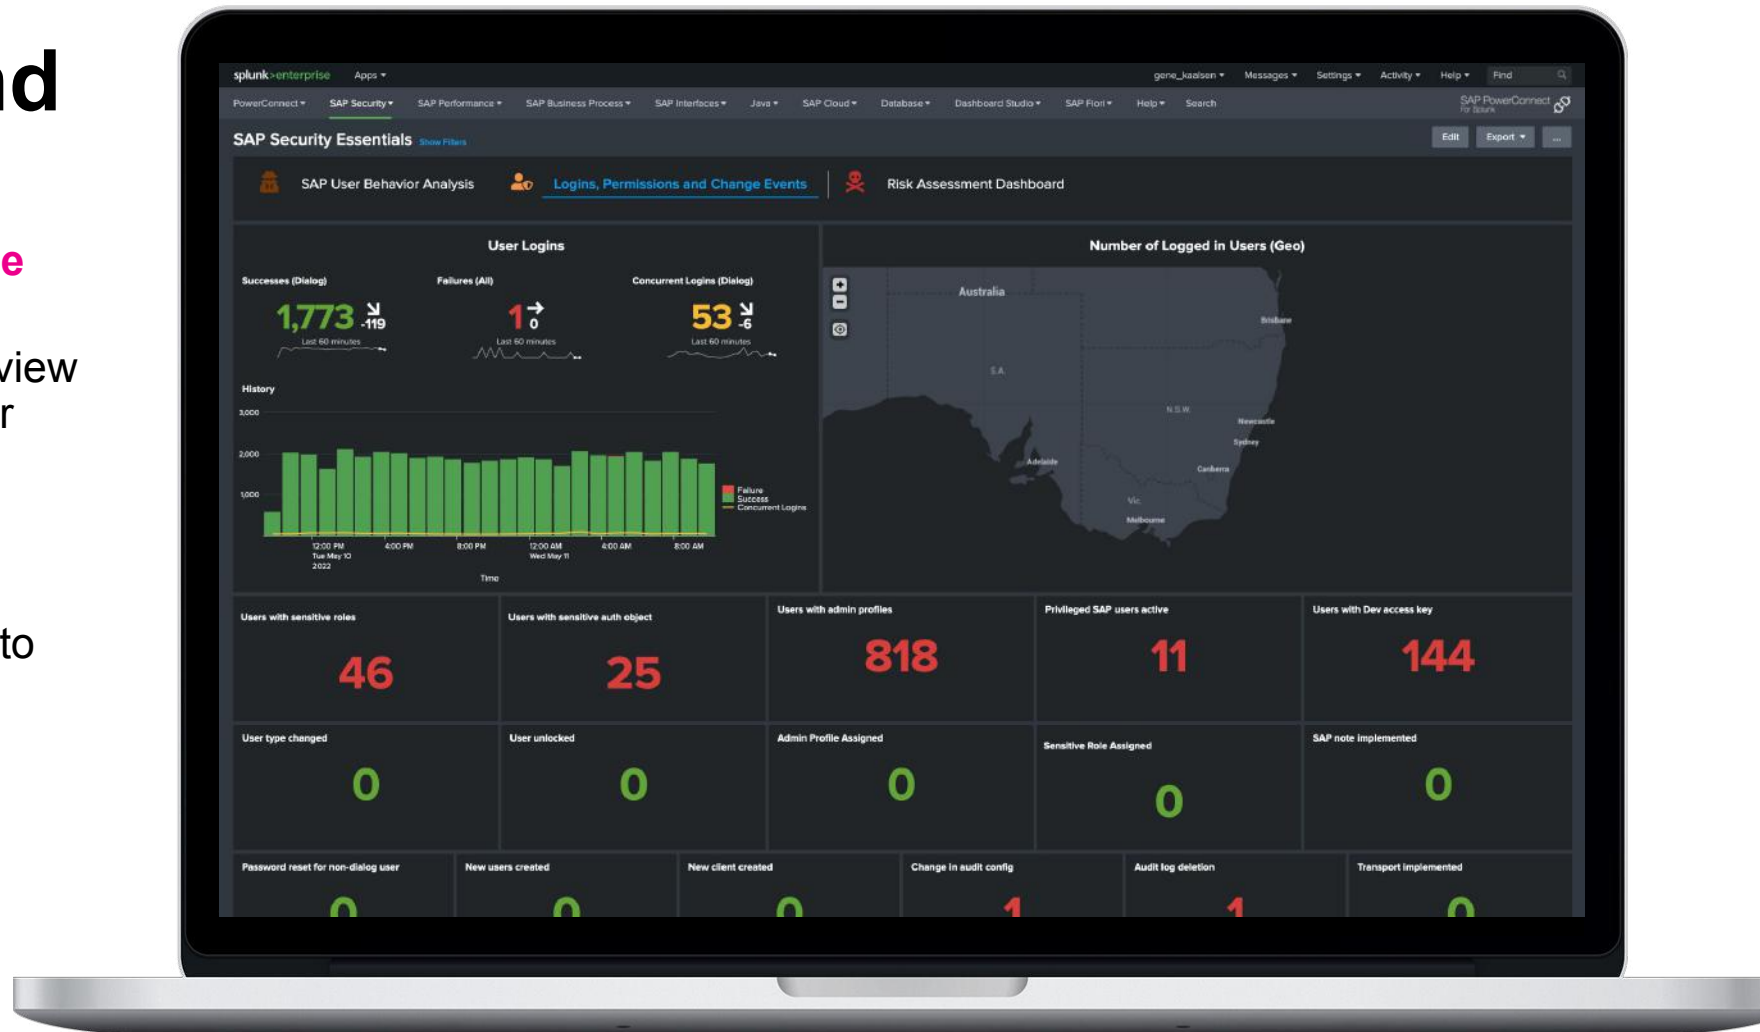 nd
e
view
r
to
splunk>enterprise Apps
gene_kaalsen Messages Settings Activity Help Find
PowerConnect SAP Security SAP Performance SAP Business Process SAP Interfaces Java SAP Cloud Database Dashboard Studio SAP Fiori Help Search
SAP PowerConnect
For Splunk
SAP Security Essentials Show Filters
Edit Export ...
SAP User Behavior Analysis Logins, Permissions and Change Events Risk Assessment Dashboard
User Logins
Successes (Dialog) Failures (All) Concurrent Logins (Dialog)
1,773 -119 1 0 53 -6
Last 60 minutes Last 60 minutes Last 60 minutes
History
3,000
2,000
1,000
Failure
Success
Concurrent Logins
12:00 PM 4:00 PM 8:00 PM 12:00 AM 4:00 AM 8:00 AM
Tue May 10 Wed May 11
2022
Time
Number of Logged in Users (Geo)
+
-
Australia
Brisbane
S.A.
N.S.W.
Newcastle
Sydney
Adelaide
Canberra
Vic.
Melbourne
Users with sensitive roles Users with sensitive auth object Users with admin profiles Privileged SAP users active Users with Dev access key
46 25 818 11 144
User type changed User unlocked Admin Profile Assigned Sensitive Role Assigned SAP note implemented
0 0 0 0 0
Password reset for non-dialog user New users created New client created Change in audit config Audit log deletion Transport implemented
0 0 0 1 1 0